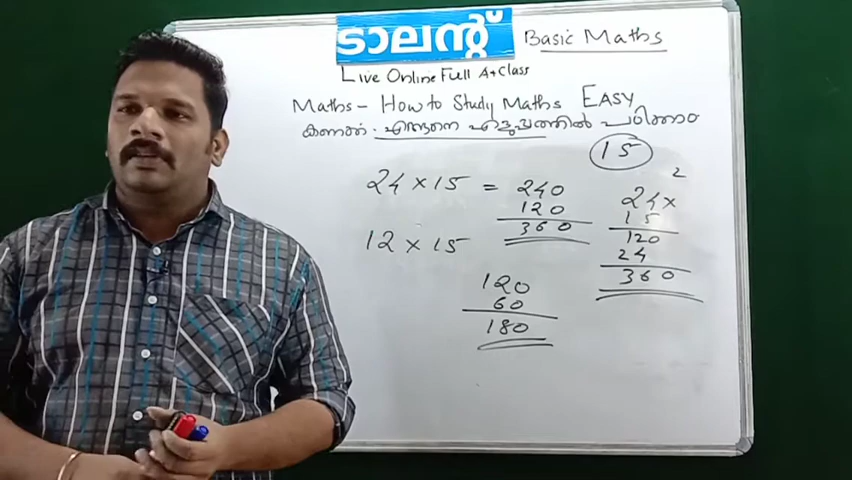 ടാലന്റ് BASIC MATHS
LIVE ONLINE FULL A+ CLASS
MATHS - HOW TO STUDY MATHS EASY
എങ്ങനെ എളുപ്പത്തിൽ പഠിക്കാം
15
24 × 15 = 240
120
360
2
24 ×
15
120
24
360
12 × 15
120
60
180